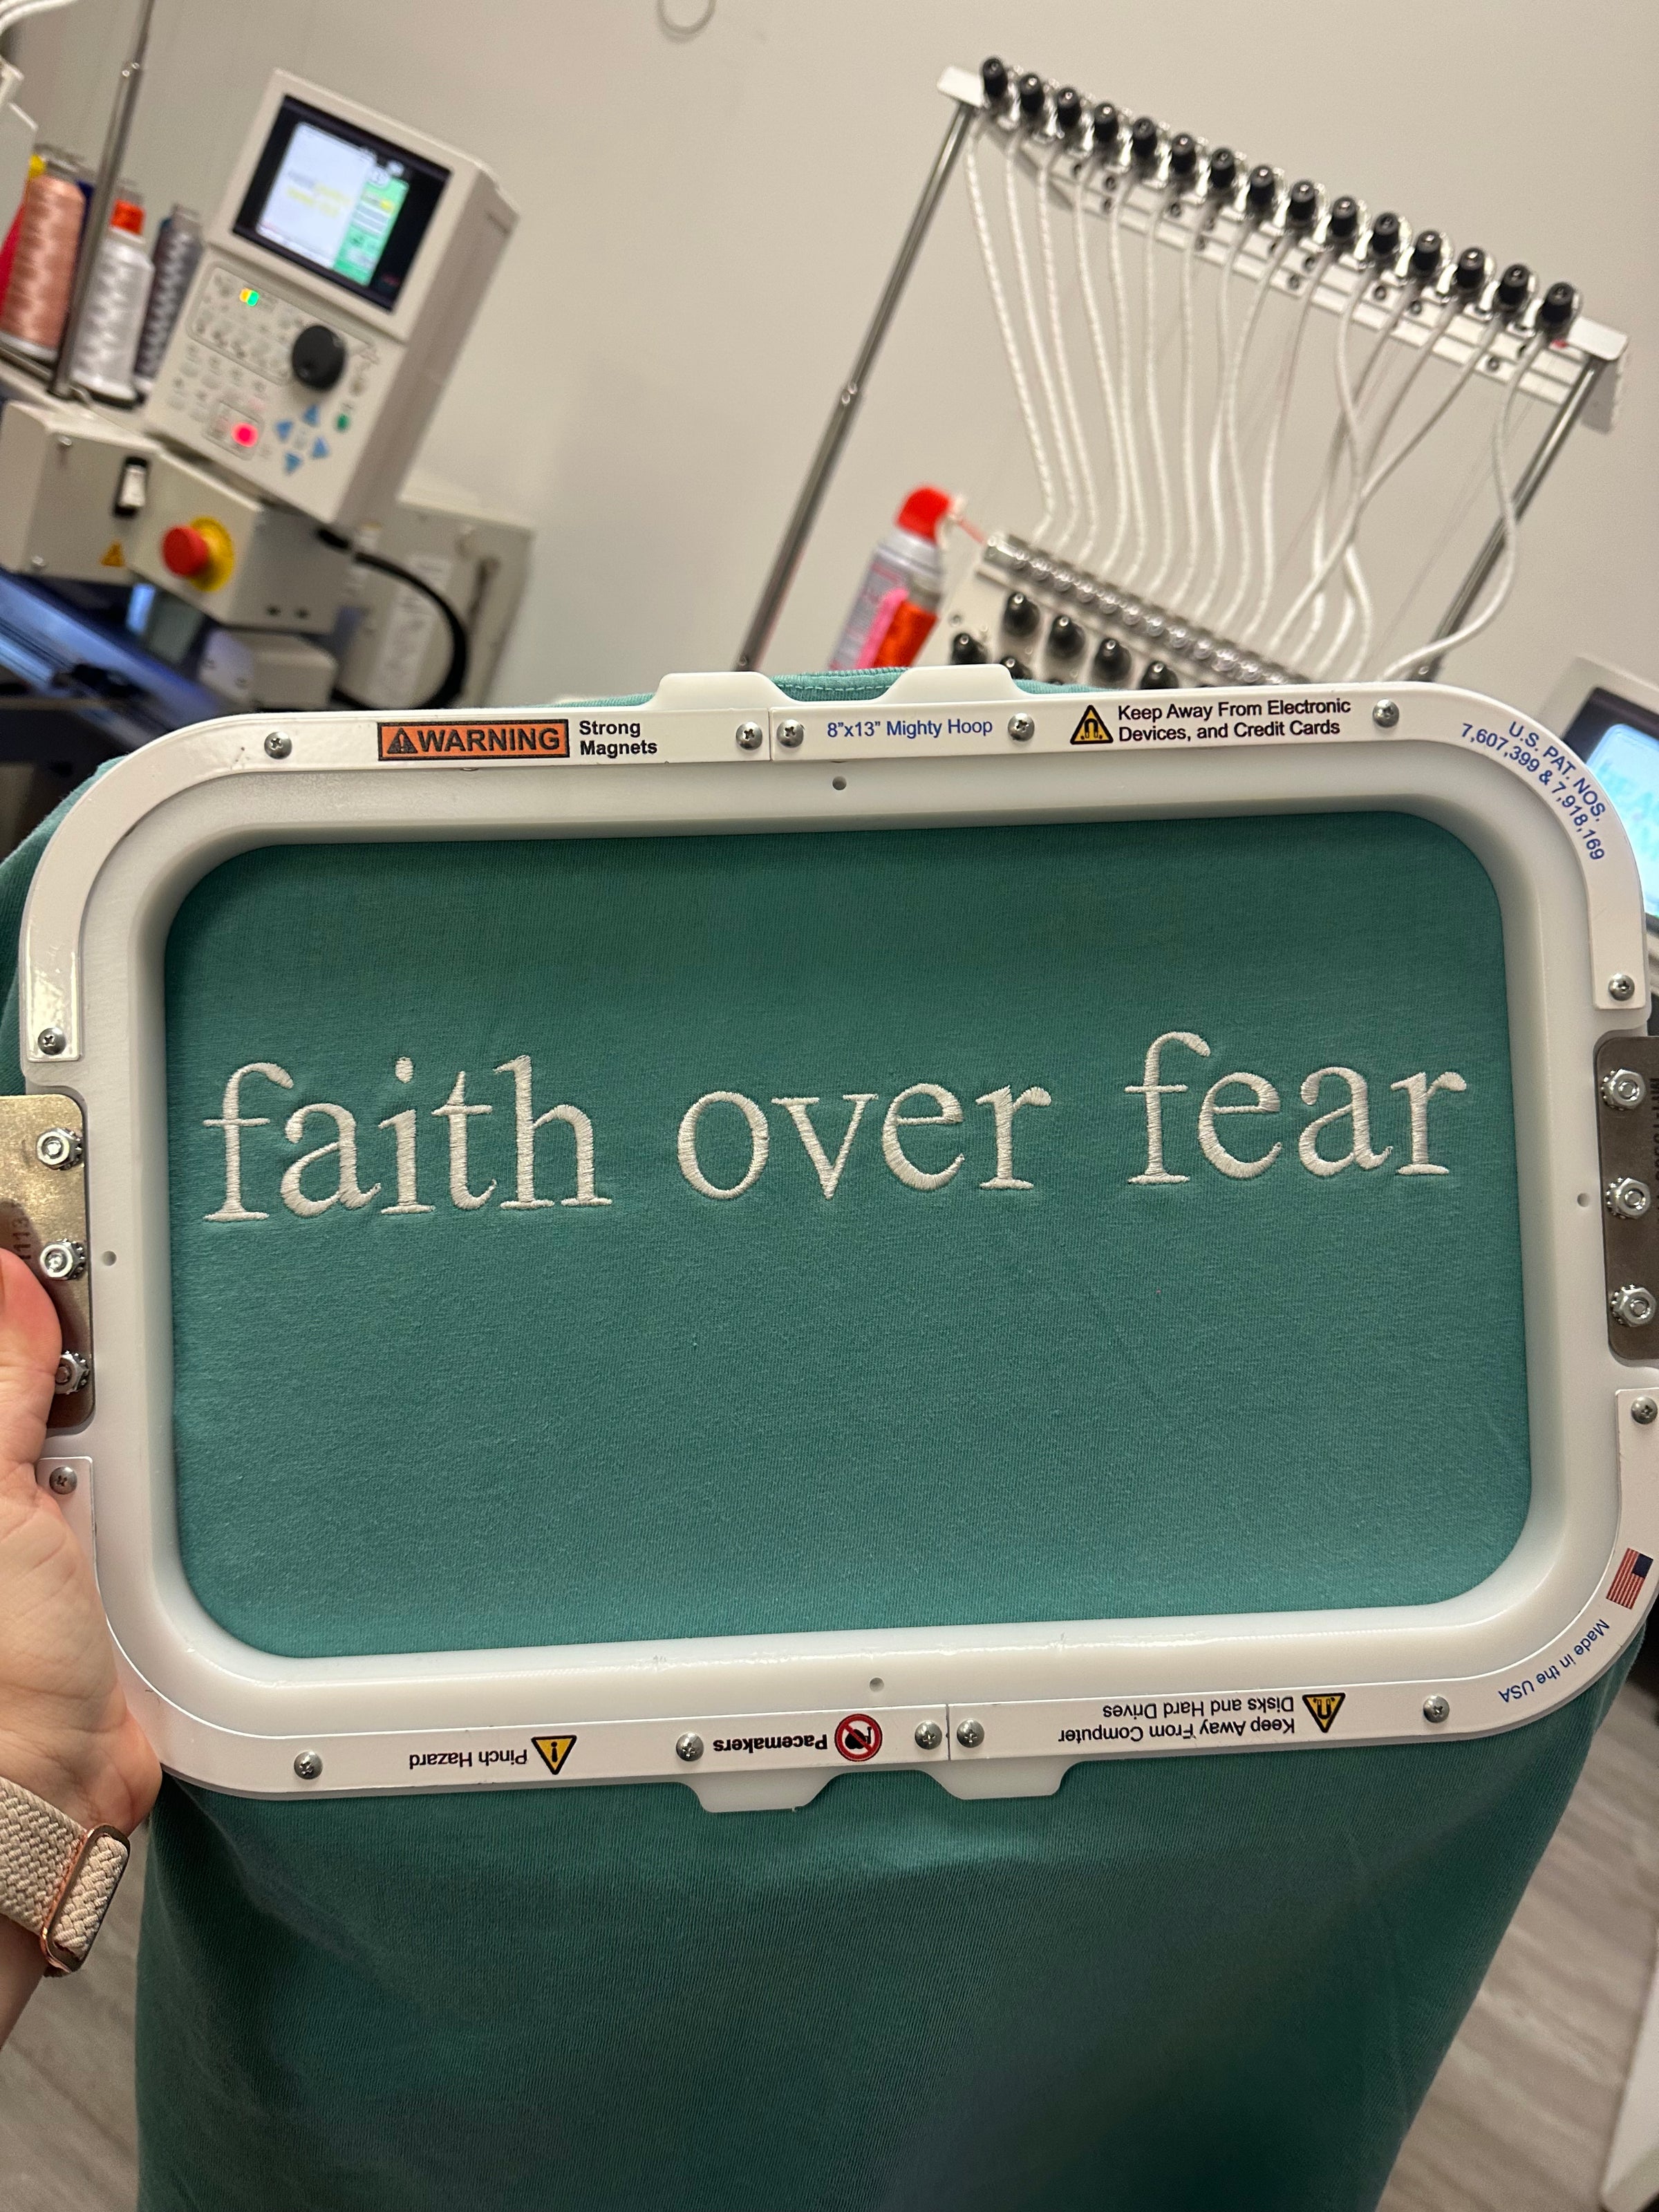 WARNING
Strong
Magnets
8"x13" Mighty Hoop
Keep Away From Electronic
Devices, and Credit Cards
U.S. PAT. NOS.
7,607,399 & 7,918,169
faith over fear
Made in the USA
Keep Away From Computer
Disks and Hard Drives
Pacemakers
Pinch Hazard